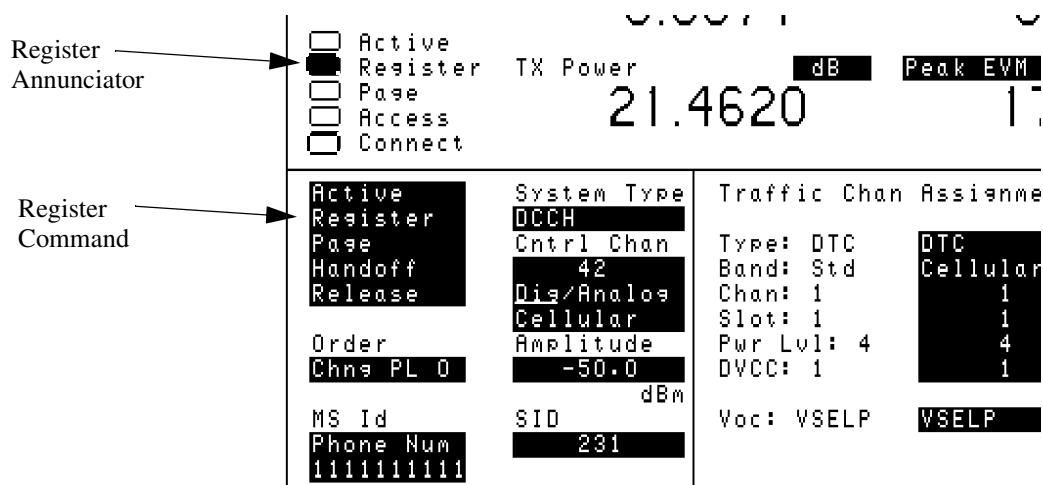 Register
Annunciator
Active
Register
Page
Access
Connect
TX Power
dB
Peak EVM
21.4620
Register
Command
Active
Register
Page
Handoff
Release
Order
Chng PL 0
MS Id
Phone Num
1111111111
System Type
DCCH
Cntrl Chan
42
Dig/Analog
Cellular
Amplitude
-50.0
dBm
SID
231
Traffic Chan Assignme
Type: DTC
DTC
Band: Std
Cellular
Chan: 1
1
Slot: 1
1
Pwr Lvl: 4
4
DVCC: 1
1
Voc: VSELP
VSELP